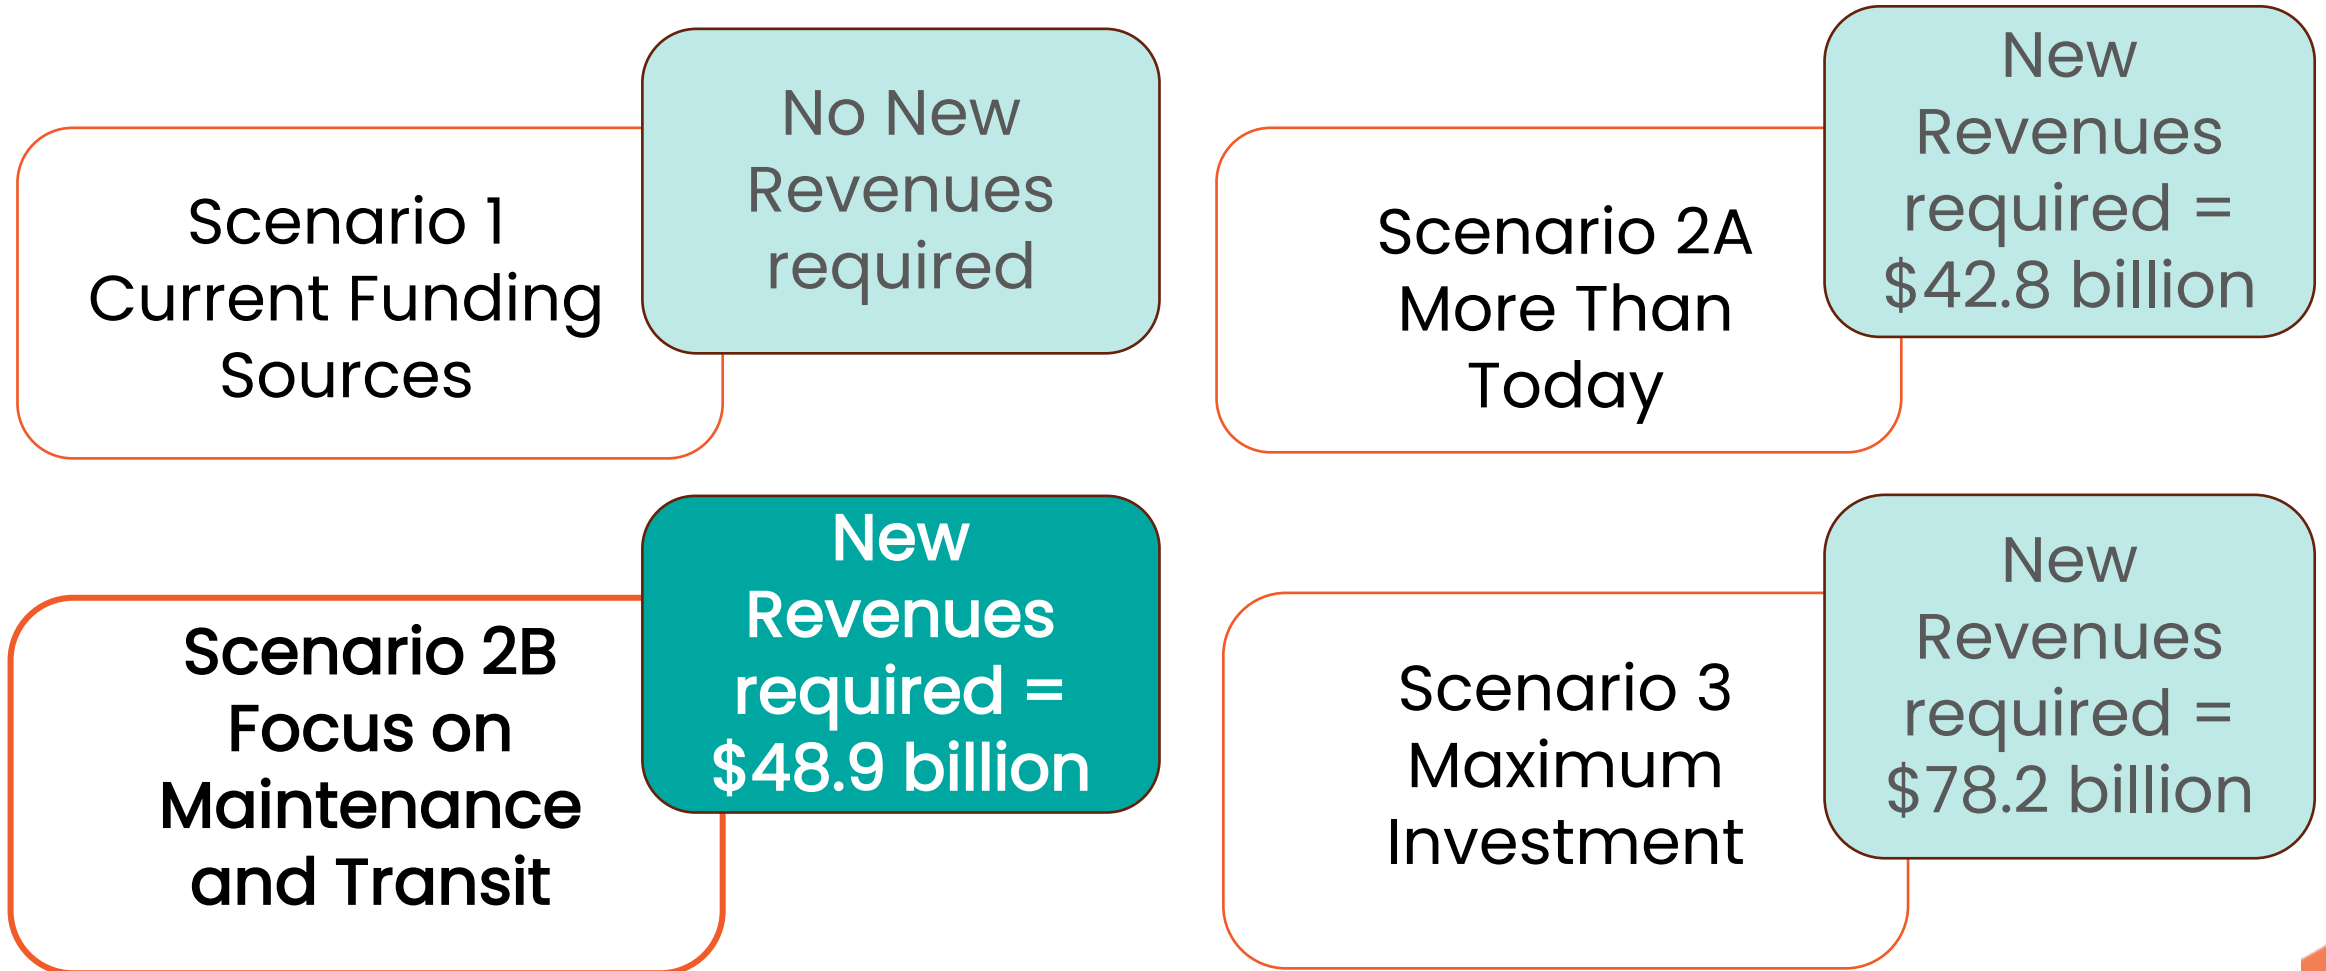 Scenario 1
Current Funding
Sources
No New
Revenues
required
Scenario 2A
More Than
Today
New
Revenues
required =
$42.8 billion
Scenario 2B
Focus on
Maintenance
and Transit
New
Revenues
required =
$48.9 billion
Scenario 3
Maximum
Investment
New
Revenues
required =
$78.2 billion